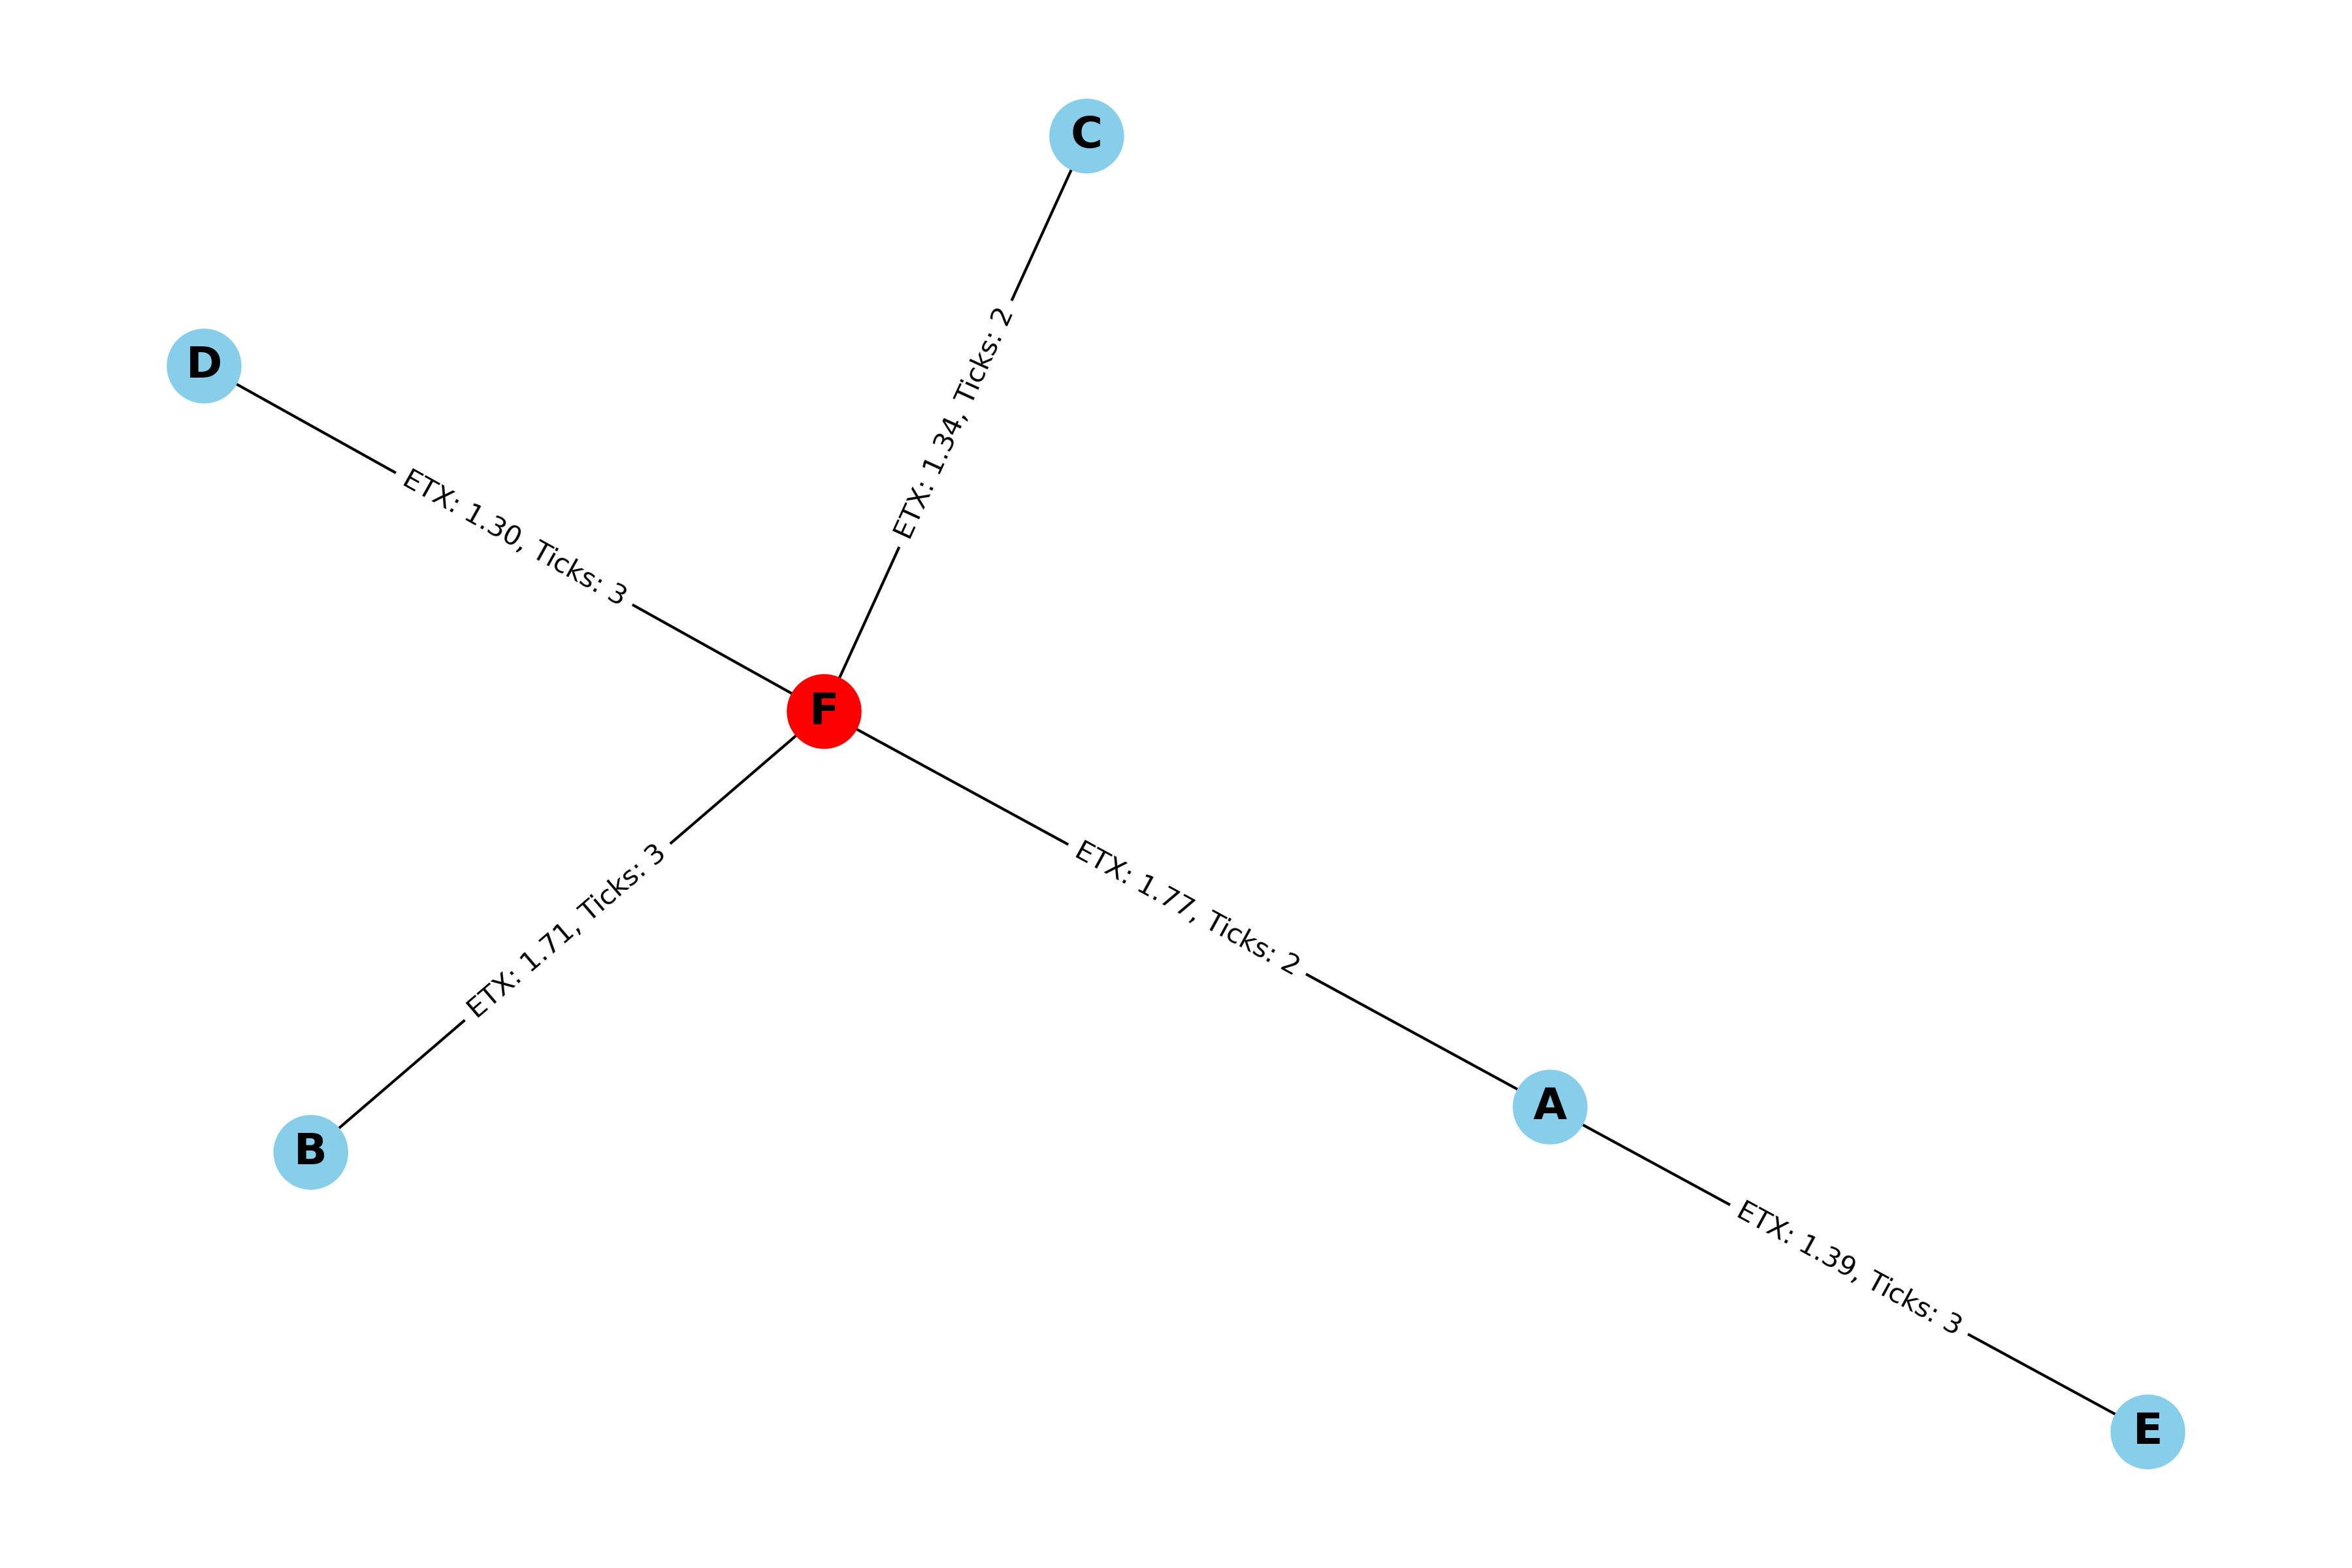 C
ETX: 1.34, Ticks: 2
D
ETX: 1.30, Ticks: 3
F
ETX: 1.71, Ticks: 3
ETX: 1.77, Ticks: 2
A
B
ETX: 1.39, Ticks: 3
E